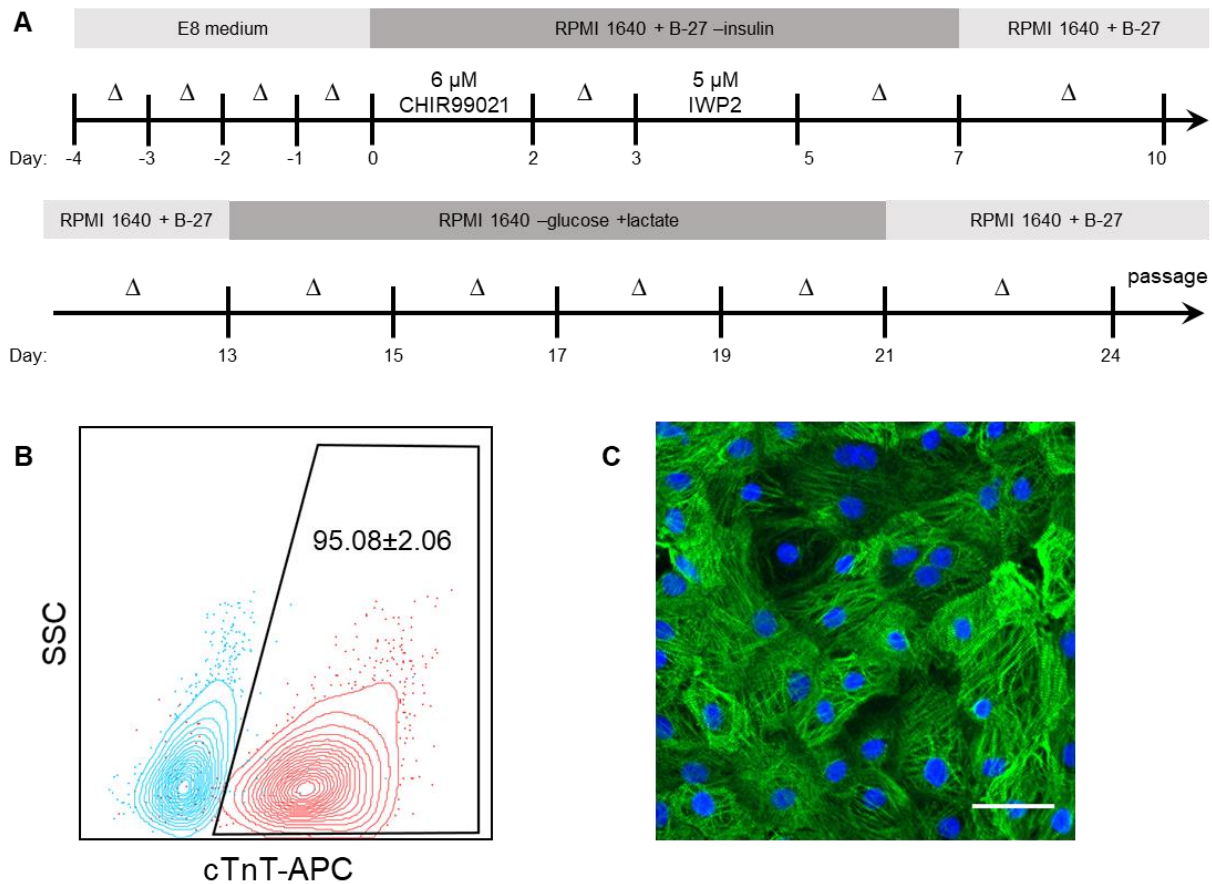 A
E8 medium
RPMI 1640 + B-27 –insulin
RPMI 1640 + B-27
Δ Δ Δ Δ 6 µM Δ 5 µM Δ Δ
CHIR99021 IWP2
Day: -4 -3 -2 -1 0 2 3 5 7 10
RPMI 1640 + B-27
RPMI 1640 –glucose +lactate
RPMI 1640 + B-27
Δ Δ Δ Δ Δ Δ passage
Day: 13 15 17 19 21 24
B
95.08±2.06
SSC
cTnT-APC
C